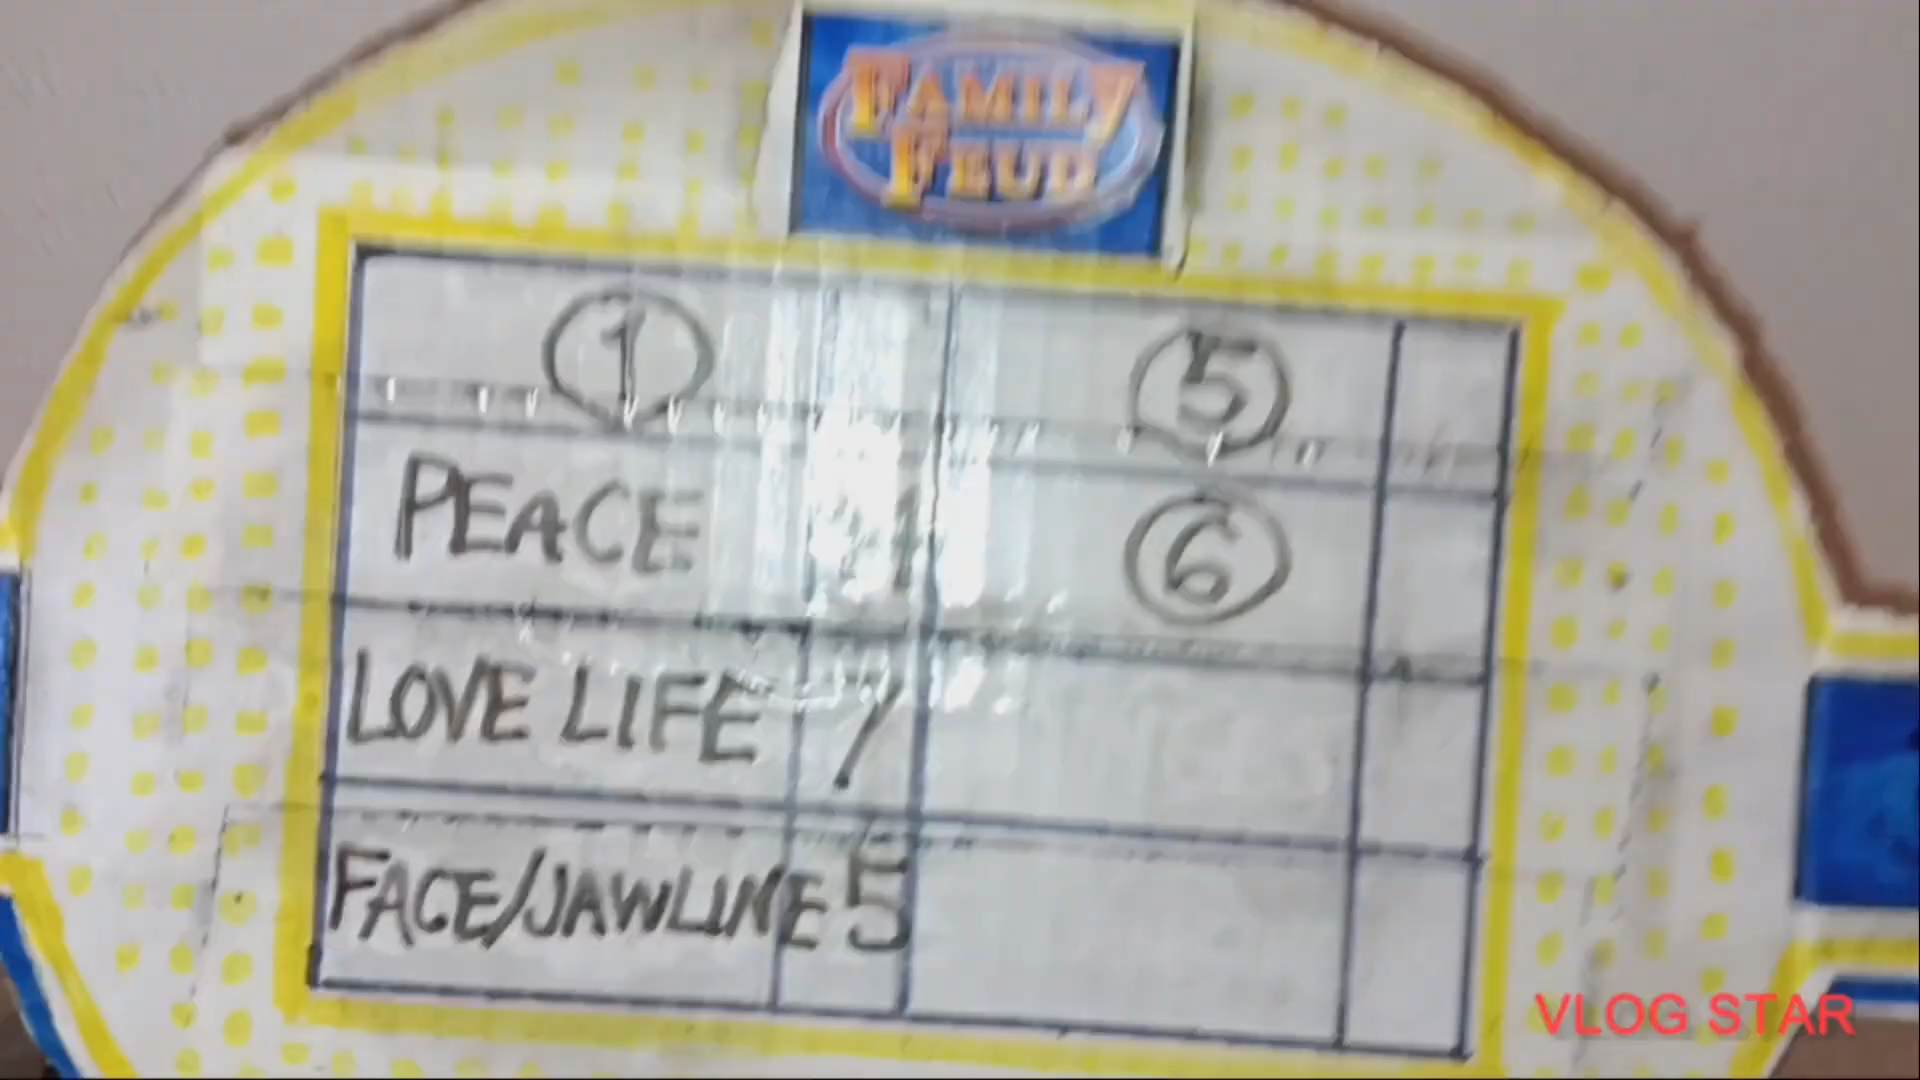 FAMILY
FEUD
1
5
PEACE
6
LOVE LIFE 7
FACE/JAWLINE 5
VLOG STAR